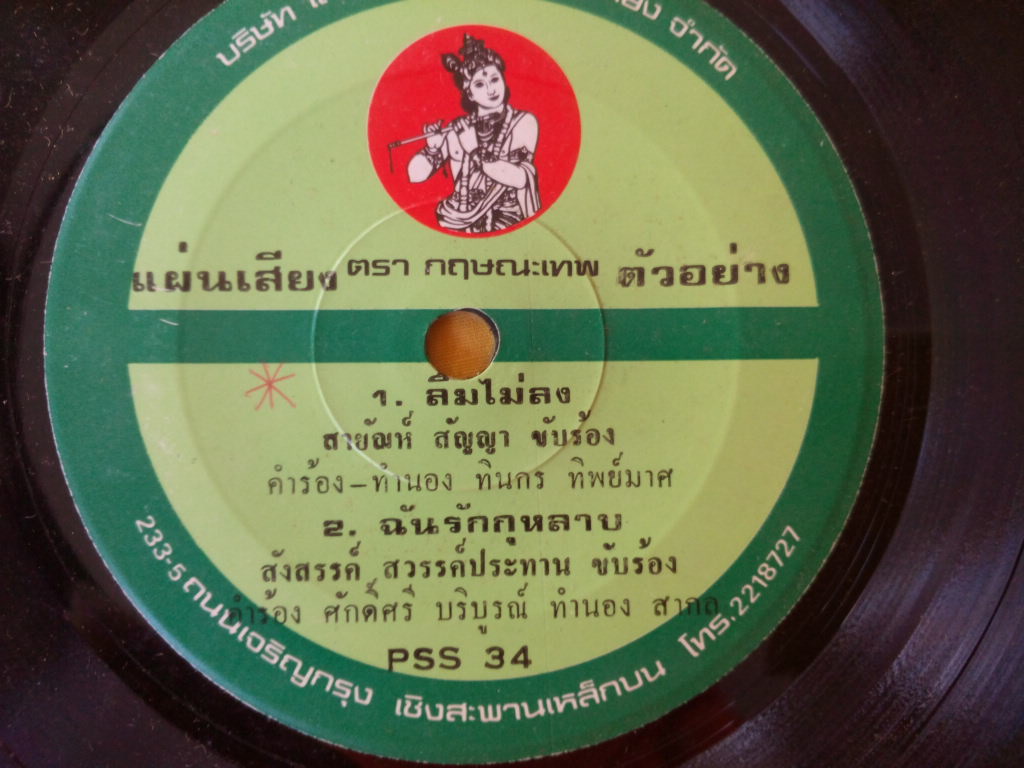 บริษัท
จำกัด
แผ่นเสียง ตรา กฤษณะเทพ ตัวอย่าง
1. ลืมไม่ลง
สายัณห์ สัญญา ขับร้อง
คำร้อง-ทำนอง ทินกร ทิพย์มาศ
2. ฉันรักกุหลาบ
สังสรรค์ สวรรค์ประทาน ขับร้อง
คำร้อง ศักดิ์ศรี บริบูรณ์ ทำนอง สากล
PSS 34
233-5 ถนนเจริญกรุง เชิงสะพานเหล็กบน โทร.2218727